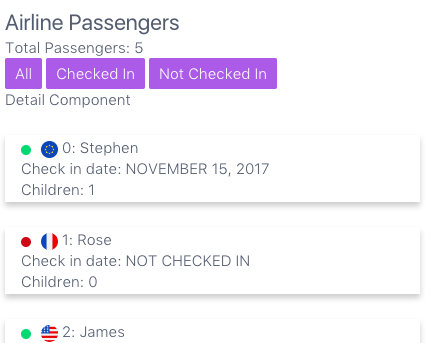 Airline Passengers
Total Passengers: 5
All Checked In Not Checked In
Detail Component
0: Stephen
Check in date: NOVEMBER 15, 2017
Children: 1
1: Rose
Check in date: NOT CHECKED IN
Children: 0
2: James